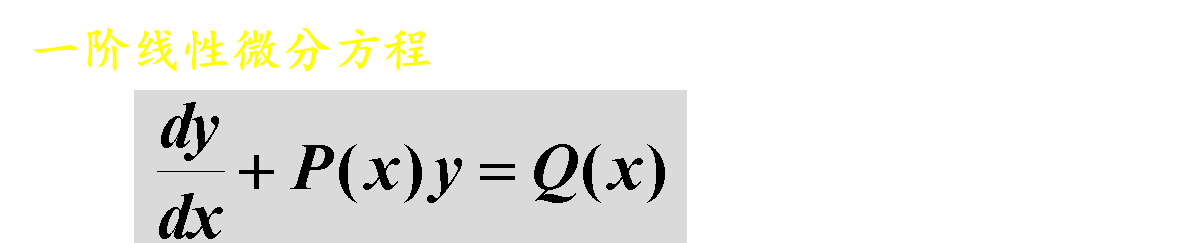 一阶线性微分方程
dy/dx + P(x)y = Q(x)